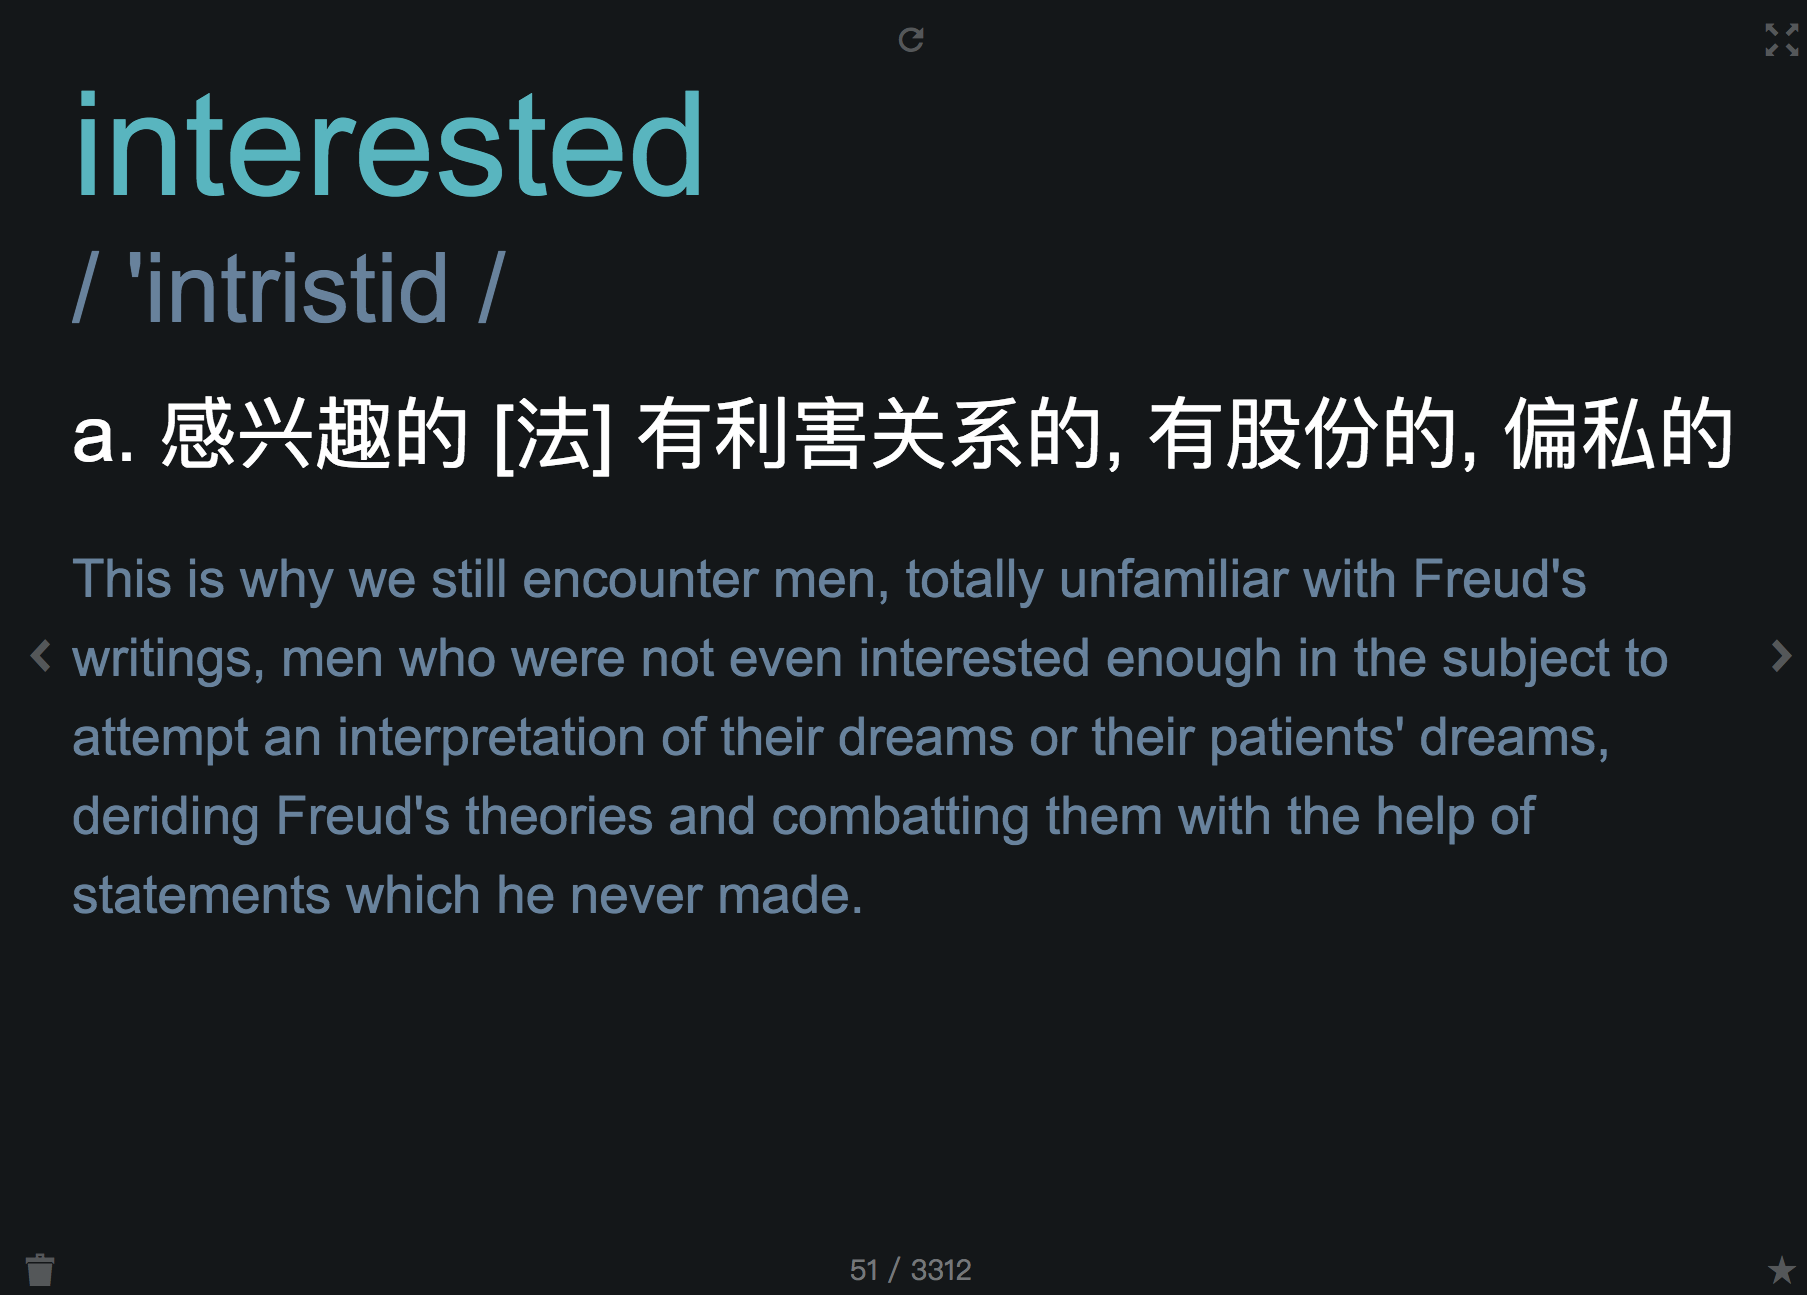 interested
/ 'intristid /
a. 感兴趣的 [法] 有利害关系的, 有股份的, 偏私的
This is why we still encounter men, totally unfamiliar with Freud's
writings, men who were not even interested enough in the subject to
attempt an interpretation of their dreams or their patients' dreams,
deriding Freud's theories and combatting them with the help of
statements which he never made.
51 / 3312